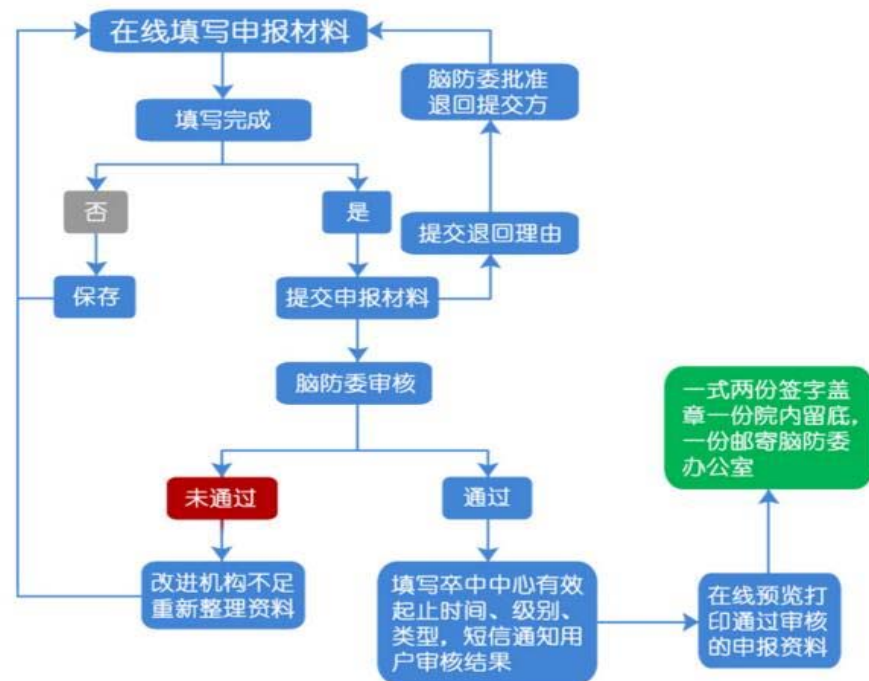 在线填写申报材料
脑防委批准
退回提交方
填写完成
否
是
提交退回理由
保存
提交申报材料
脑防委审核
一式两份签字盖
章一份院内留底，
一份邮寄脑防委
办公室
未通过
通过
改进机构不足
重新整理资料
填写卒中中心有效
起止时间、级别、
类型，短信通知用
户审核结果
在线预览打
印通过审核
的申报资料